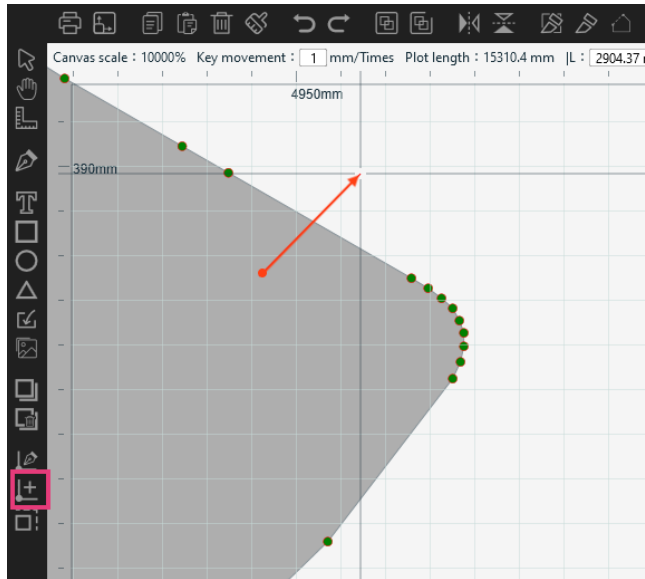 Canvas scale：10000% Key movement： 1 mm/Times Plot length：15310.4 mm |L： 2904.37
4950mm
390mm
T